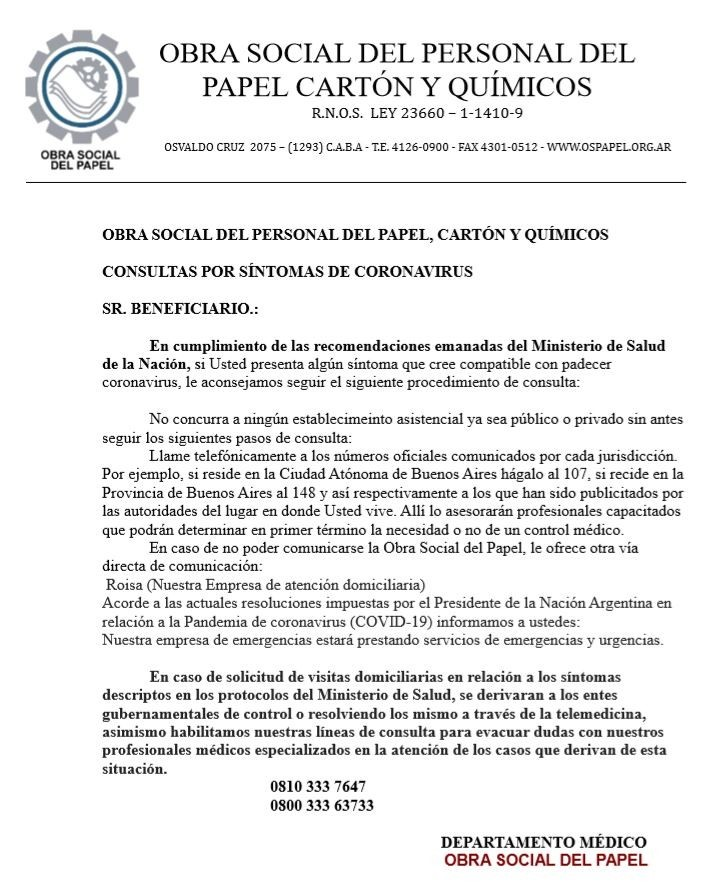 OBRA SOCIAL DEL PERSONAL DEL
PAPEL CARTÓN Y QUÍMICOS
R.N.O.S. LEY 23660 – 1-1410-9
OSVALDO CRUZ 2075 – (1293) C.A.B.A - T.E. 4126-0900 - FAX 4301-0512 - WWW.OSPAPEL.ORG.AR
OBRA SOCIAL
DEL PAPEL
OBRA SOCIAL DEL PERSONAL DEL PAPEL, CARTÓN Y QUÍMICOS
CONSULTAS POR SÍNTOMAS DE CORONAVIRUS
SR. BENEFICIARIO.:
En cumplimiento de las recomendaciones emanadas del Ministerio de Salud
de la Nación, si Usted presenta algún síntoma que cree compatible con padecer
coronavirus, le aconsejamos seguir el siguiente procedimiento de consulta:
No concurra a ningún establecimeinto asistencial ya sea público o privado sin antes
seguir los siguientes pasos de consulta:
Llame telefónicamente a los números oficiales comunicados por cada jurisdicción.
Por ejemplo, si reside en la Ciudad Atónoma de Buenos Aires hágalo al 107, si recide en la
Provincia de Buenos Aires al 148 y así respectivamente a los que han sido publicitados por
las autoridades del lugar en donde Usted vive. Allí lo asesorarán profesionales capacitados
que podrán determinar en primer término la necesidad o no de un control médico.
En caso de no poder comunicarse la Obra Social del Papel, le ofrece otra vía
directa de comunicación:
Roisa (Nuestra Empresa de atención domiciliaria)
Acorde a las actuales resoluciones impuestas por el Presidente de la Nación Argentina en
relación a la Pandemia de coronavirus (COVID-19) informamos a ustedes:
Nuestra empresa de emergencias estará prestando servicios de emergencias y urgencias.
En caso de solicitud de visitas domiciliarias en relación a los síntomas
descriptos en los protocolos del Ministerio de Salud, se derivaran a los entes
gubernamentales de control o resolviendo los mismo a través de la telemedicina,
asimismo habilitamos nuestras líneas de consulta para evacuar dudas con nuestros
profesionales médicos especializados en la atención de los casos que derivan de esta
situación.
0810 333 7647
0800 333 63733
DEPARTAMENTO MÉDICO
OBRA SOCIAL DEL PAPEL